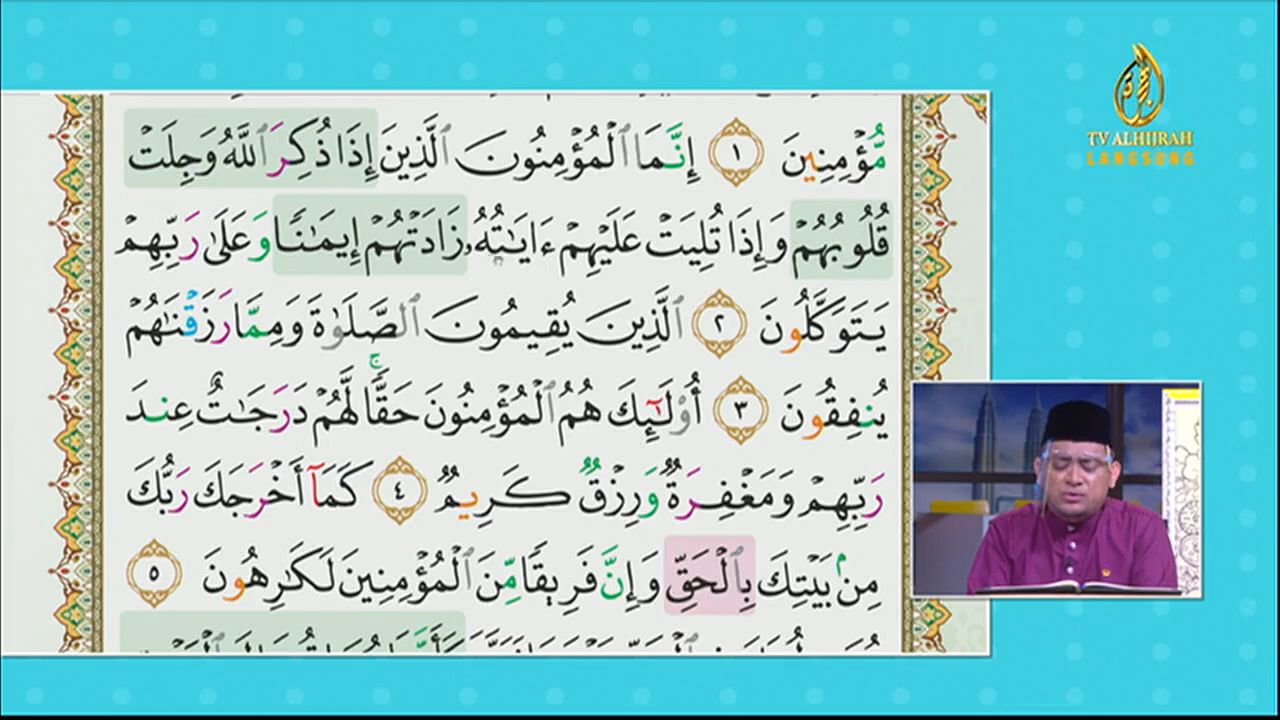 مُّؤْمِنِينَ ١ إِنَّمَا ٱلْمُؤْمِنُونَ ٱلَّذِينَ إِذَا ذُكِرَ ٱللَّهُ وَجِلَتْ
قُلُوبُهُمْ وَإِذَا تُلِيَتْ عَلَيْهِمْ ءَايَـٰتُهُۥ زَادَتْهُمْ إِيمَـٰنًا وَعَلَىٰ رَبِّهِمْ
يَتَوَكَّلُونَ ٢ ٱلَّذِينَ يُقِيمُونَ ٱلصَّلَوٰةَ وَمِمَّا رَزَقْنَـٰهُمْ
يُنفِقُونَ ٣ أُو۟لَـٰٓئِكَ هُمُ ٱلْمُؤْمِنُونَ حَقًّا ۚ لَّهُمْ دَرَجَـٰتٌ عِندَ
رَبِّهِمْ وَمَغْفِرَةٌ وَرِزْقٌ كَرِيمٌ ٤ كَمَآ أَخْرَجَكَ رَبُّكَ
مِنۢ بَيْتِكَ بِٱلْحَقِّ وَإِنَّ فَرِيقًا مِّنَ ٱلْمُؤْمِنِينَ لَكَـٰرِهُونَ ٥
TV ALHIJRAH
LANGSUNG